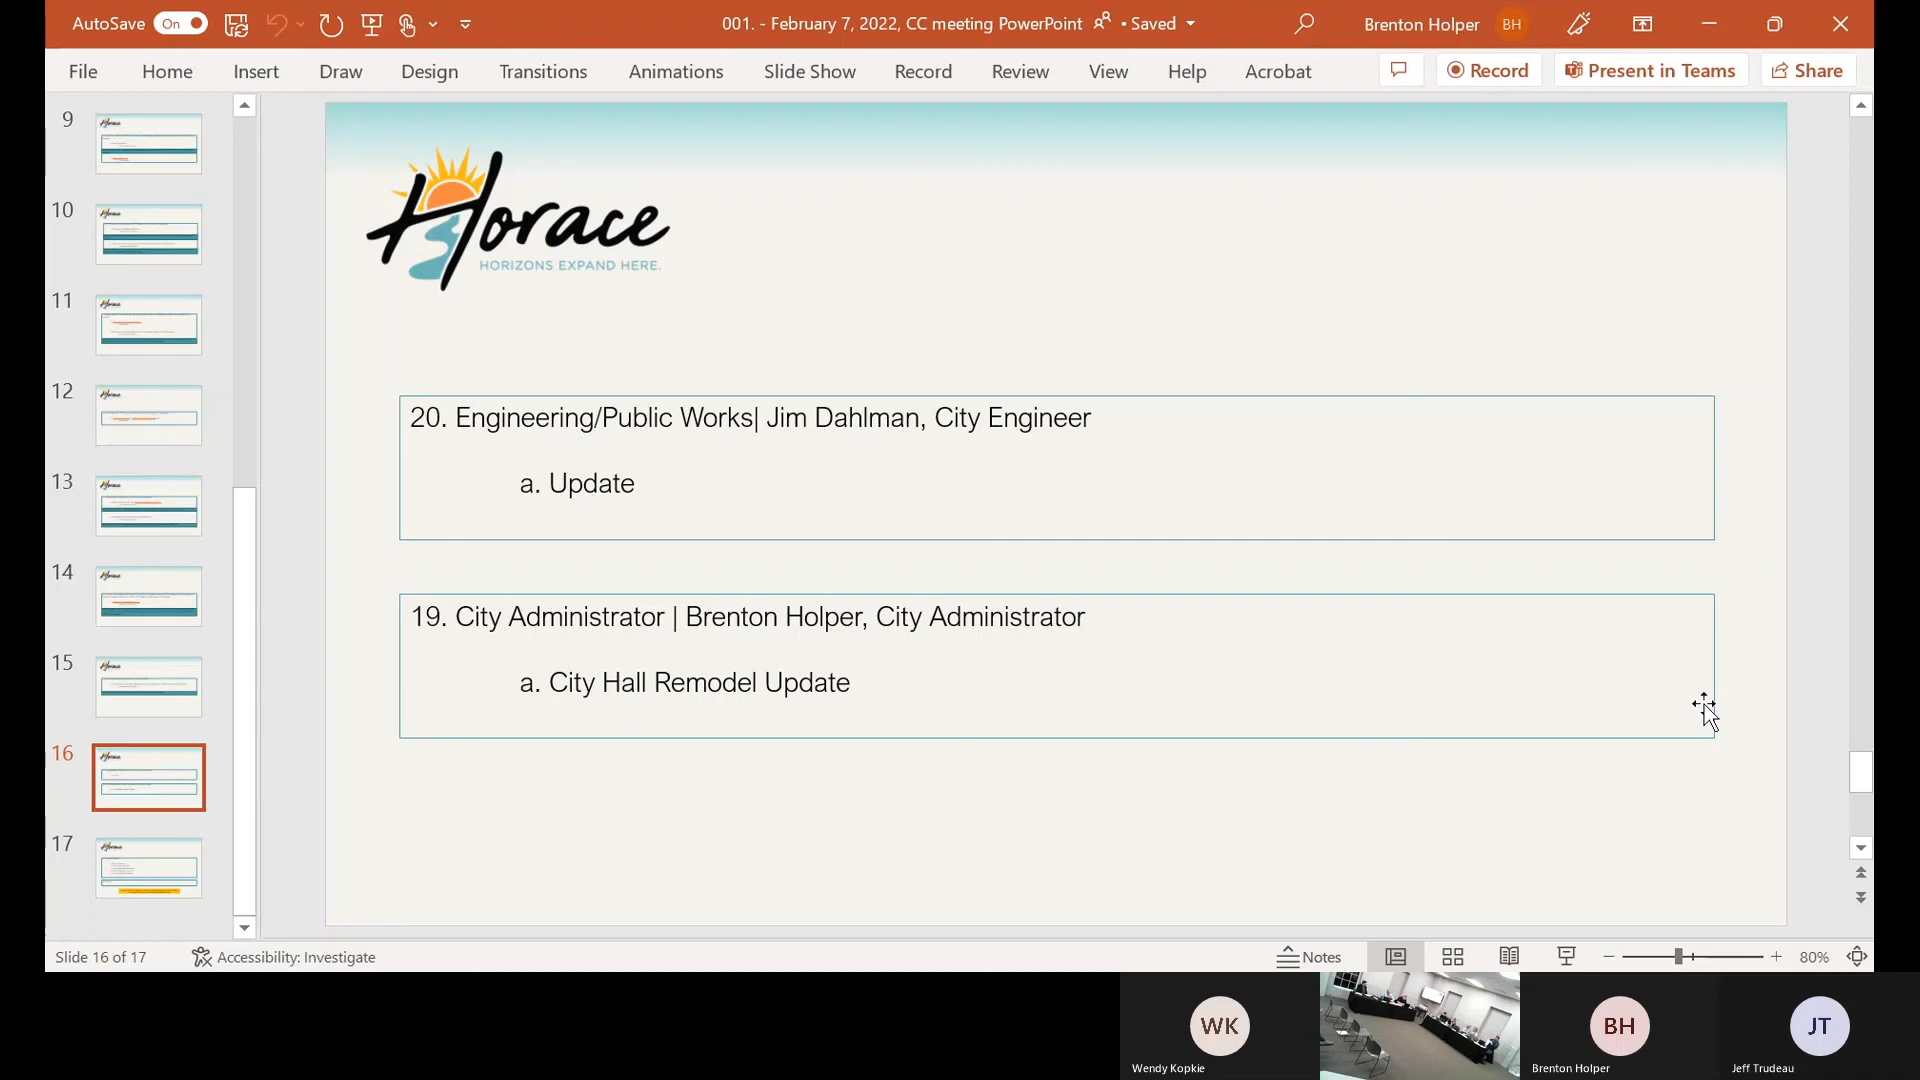 AutoSave On
001. - February 7, 2022, CC meeting PowerPoint • Saved
Brenton Holper BH
File Home Insert Draw Design Transitions Animations Slide Show Record Review View Help Acrobat
Record Present in Teams Share
9
10
11
12
13
14
15
16
17
Horace
HORIZONS EXPAND HERE.
20. Engineering/Public Works| Jim Dahlman, City Engineer
a. Update
19. City Administrator | Brenton Holper, City Administrator
a. City Hall Remodel Update
Slide 16 of 17 Accessibility: Investigate
Notes 80%
WK BH JT
Wendy Kopkie Brenton Holper Jeff Trudeau